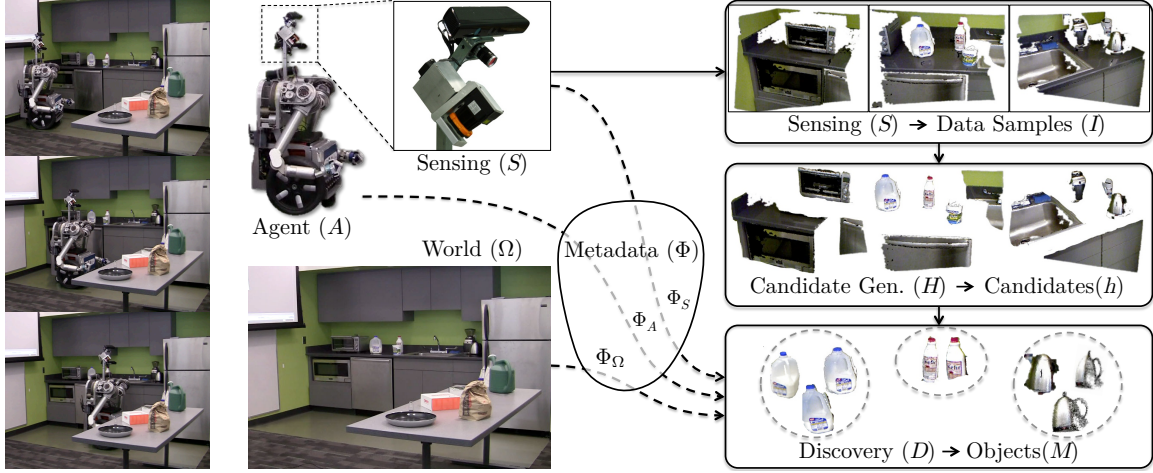 Sensing (S)
Agent (A)
World (Ω)
Metadata (Φ)
Φ_S
Φ_A
Φ_Ω
Sensing (S) → Data Samples (I)
Candidate Gen. (H) → Candidates(h)
Discovery (D) → Objects(M)